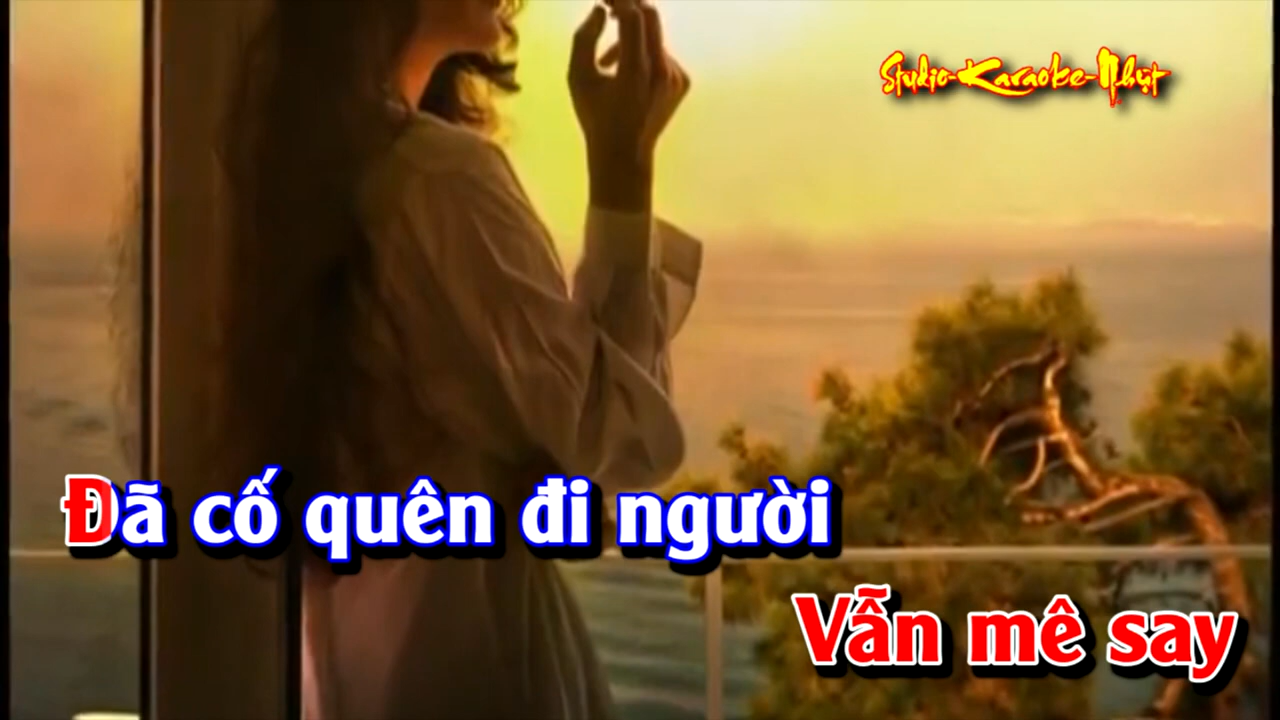 Studio-Karaoke-Nhựt
Đã cố quên đi người
Vẫn mê say